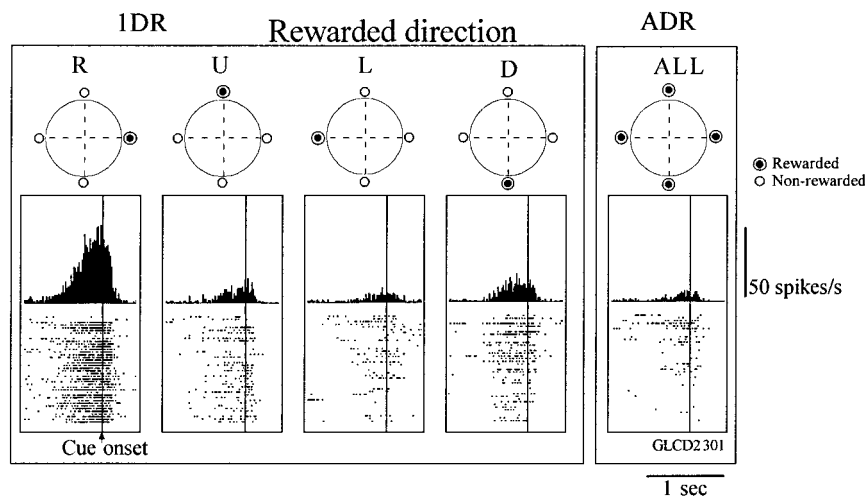 1DR Rewarded direction ADR
R U L D ALL
Rewarded
Non-rewarded
50 spikes/s
Cue onset
GLCD2301
1 sec